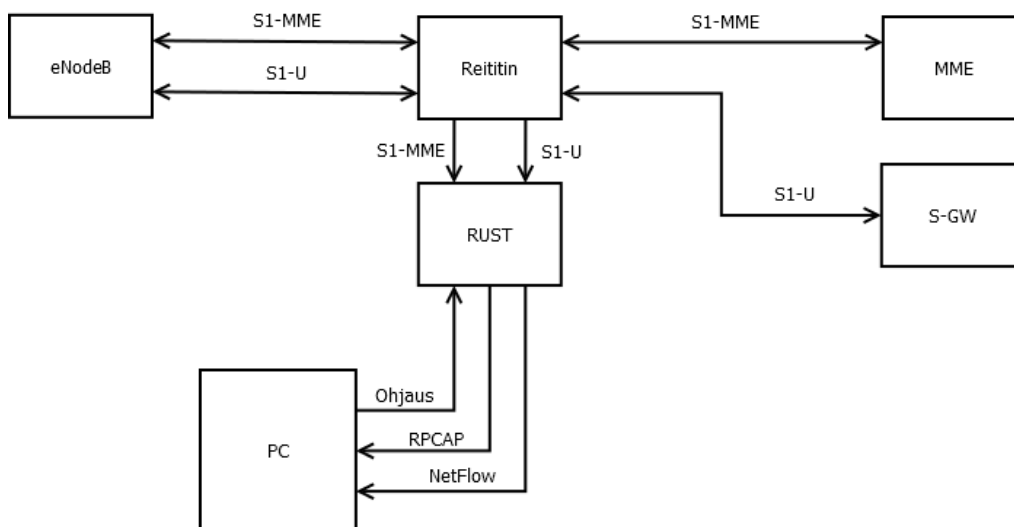 S1-MME
S1-MME
eNodeB
Reititin
MME
S1-U
S1-MME
S1-U
S1-U
RUST
S-GW
Ohjaus
RPCAP
PC
NetFlow